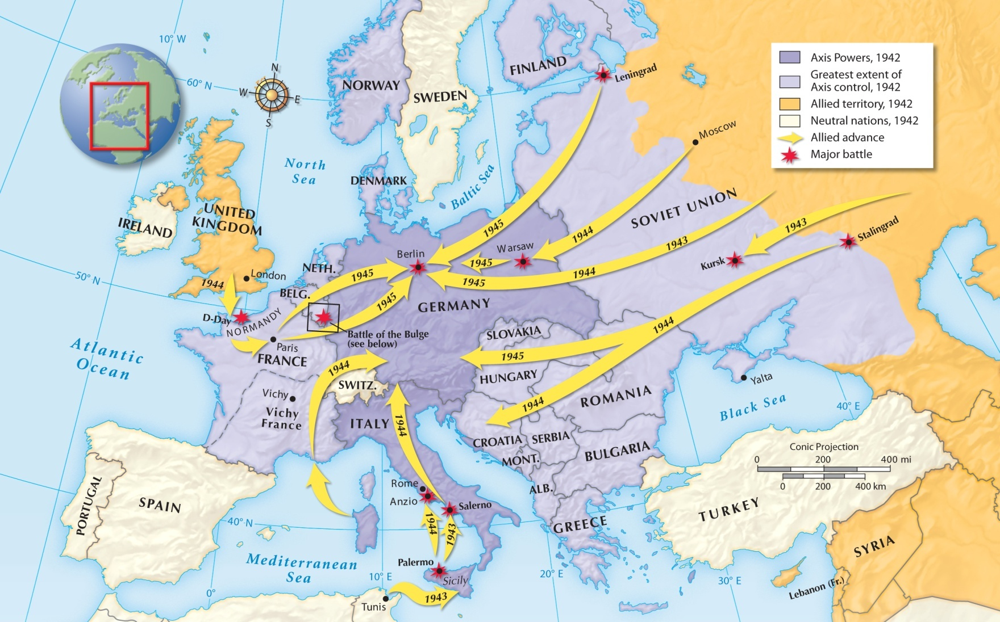 10° W
60° N
N
W
E
S
Axis Powers, 1942
Greatest extent of
Axis control, 1942
Allied territory, 1942
Neutral nations, 1942
Allied advance
Major battle
FINLAND
Leningrad
NORWAY
SWEDEN
Moscow
North
Sea
DENMARK
Baltic Sea
UNITED
KINGDOM
IRELAND
SOVIET UNION
1945
1944
1943
1943
Stalingrad
Berlin
Warsaw
1945
Kursk
NETH.
1945
1945
1944
50° N
London
1944
BELG.
1945
GERMANY
D-Day
NORMANDY
Battle of the Bulge
(see below)
SLOVAKIA
1944
Atlantic
Ocean
Paris
FRANCE
1944
1945
HUNGARY
SWITZ.
Yalta
Vichy
Vichy
France
ITALY
1944
1944
ROMANIA
Black Sea
40° E
CROATIA
SERBIA
MONT.
BULGARIA
Conic Projection
0
200
400 mi
0
200
400 km
PORTUGAL
SPAIN
Rome
Anzio
Salerno
ALB.
TURKEY
40° N
1944
1943
GREECE
SYRIA
Mediterranean
Sea
Palermo
Sicily
10° E
20° E
30° E
Lebanon (Fr.)
0°
1943
Tunis